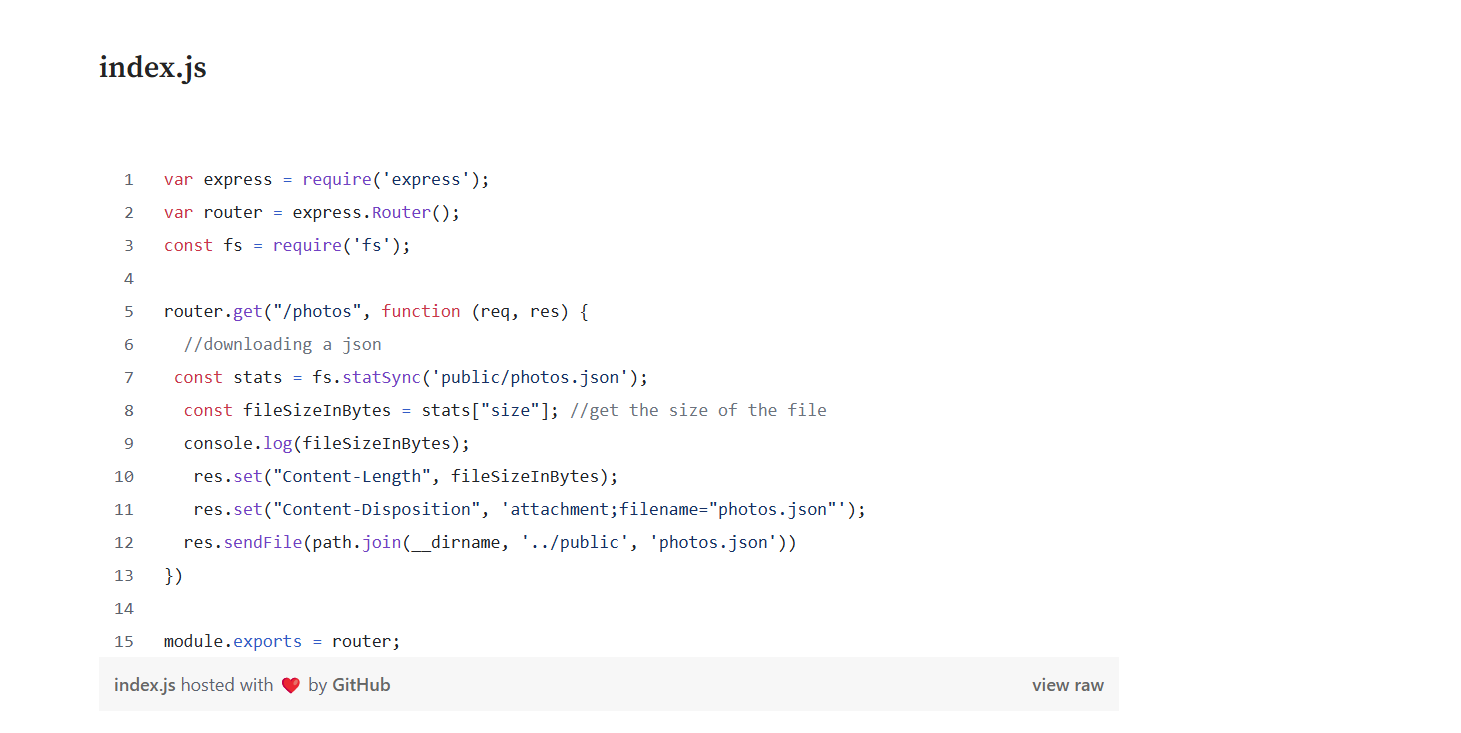 index.js
1 var express = require('express');
2 var router = express.Router();
3 const fs = require('fs');
4
5 router.get("/photos", function (req, res) {
6   //downloading a json
7  const stats = fs.statSync('public/photos.json');
8   const fileSizeInBytes = stats["size"]; //get the size of the file
9   console.log(fileSizeInBytes);
10    res.set("Content-Length", fileSizeInBytes);
11    res.set("Content-Disposition", 'attachment;filename="photos.json"');
12   res.sendFile(path.join(__dirname, '../public', 'photos.json'))
13 })
14
15 module.exports = router;
index.js hosted with ❤ by GitHub view raw